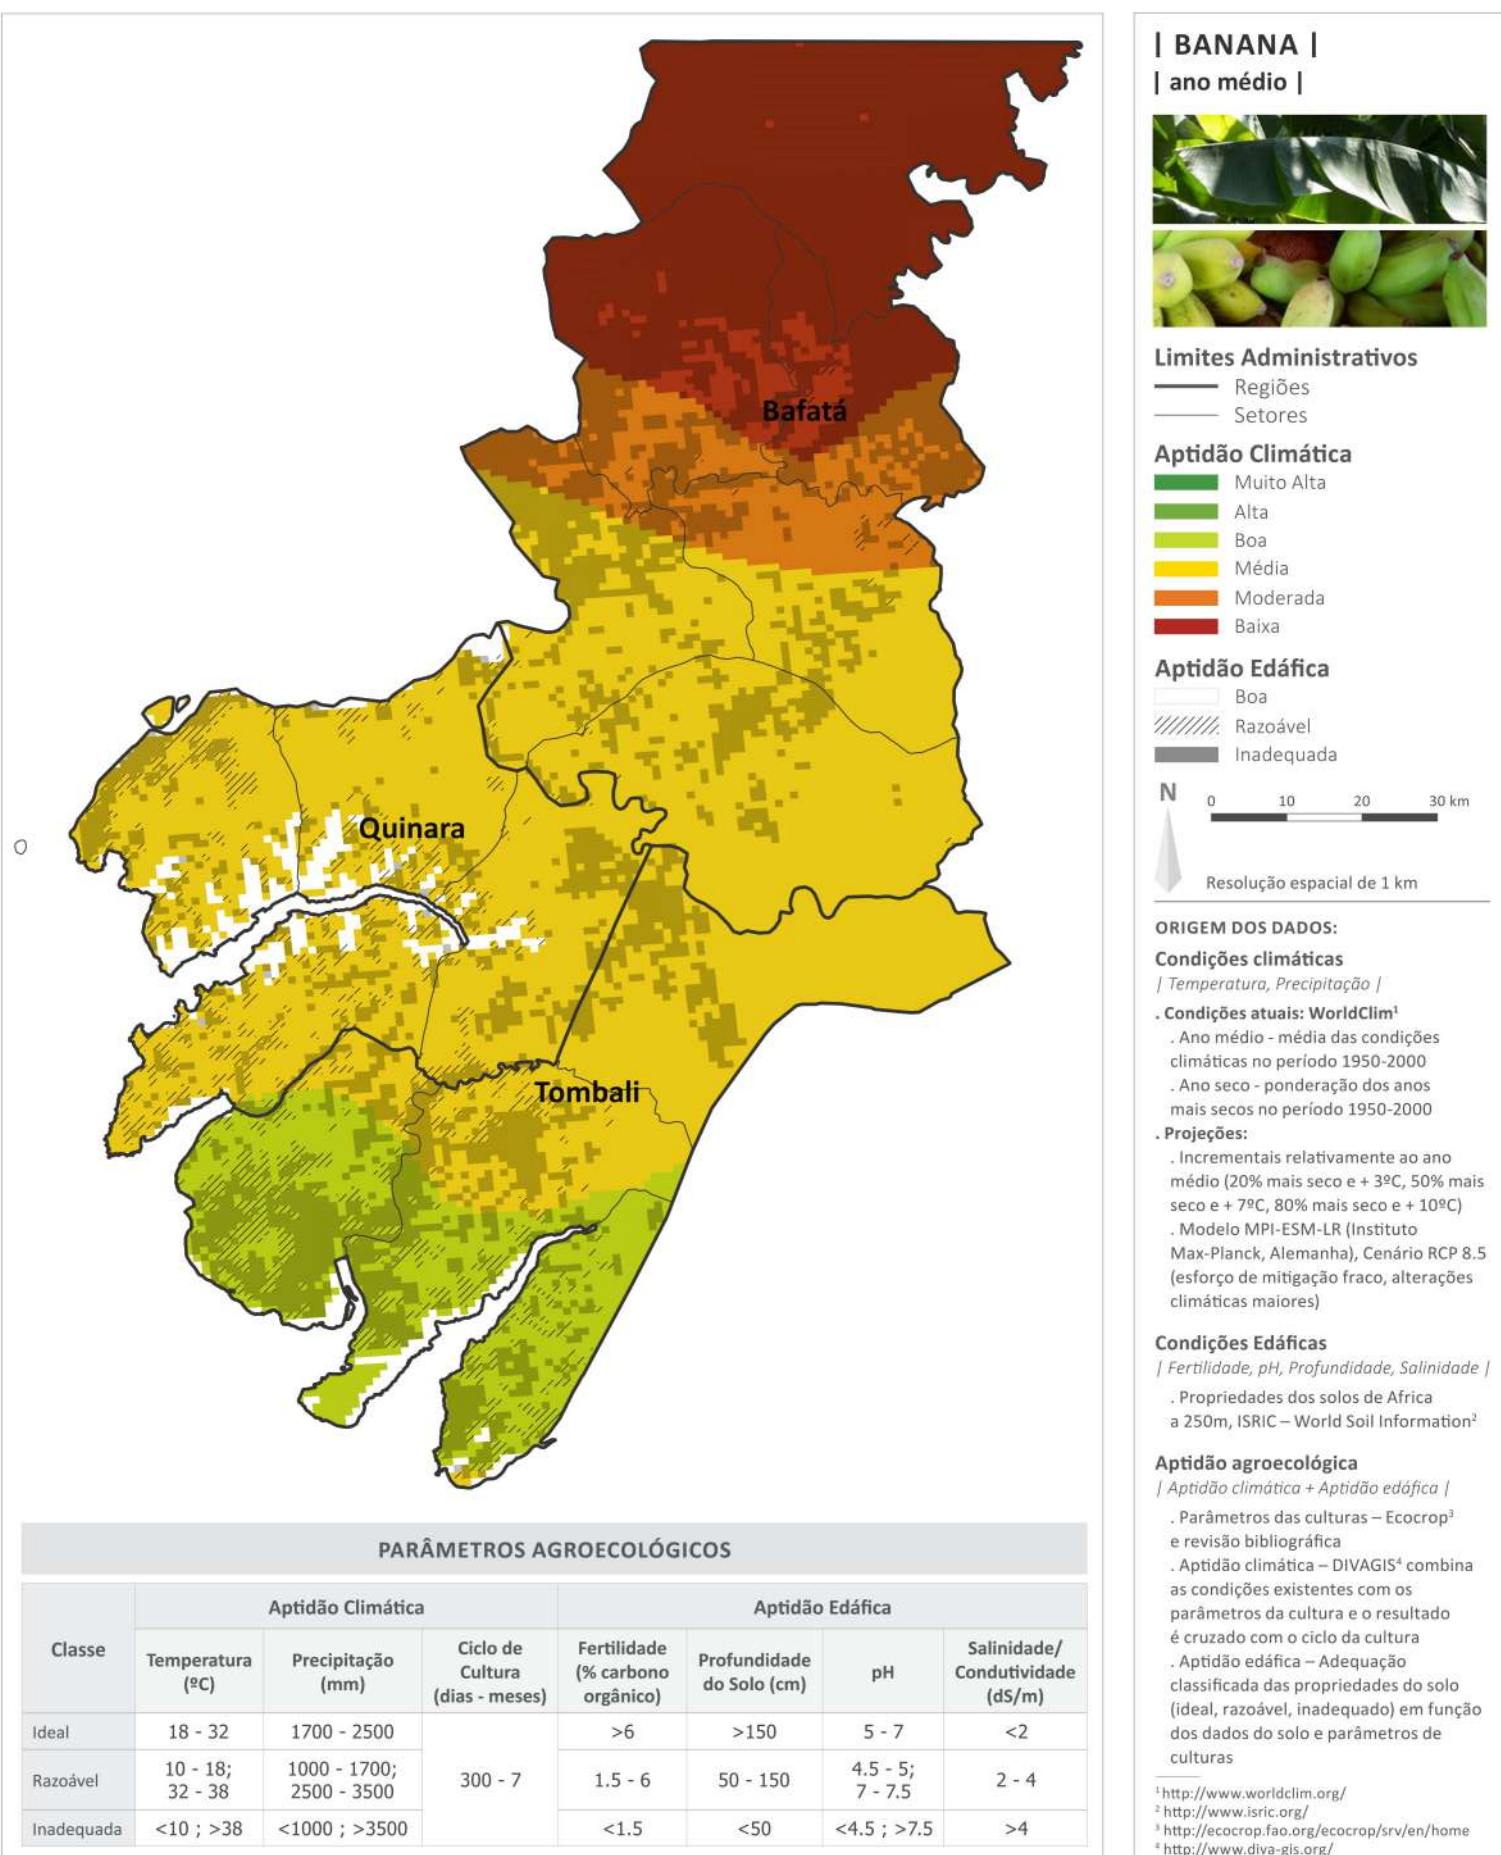 | BANANA |
| ano médio |
Limites Administrativos
Regiões
Setores
Aptidão Climática
Muito Alta
Alta
Boa
Média
Moderada
Baixa
Aptidão Edáfica
Boa
Razoável
Inadequada
N
0 10 20 30 km
Resolução espacial de 1 km
ORIGEM DOS DADOS:
Condições climáticas
| Temperatura, Precipitação |
. Condições atuais: WorldClim¹
. Ano médio - média das condições
climáticas no período 1950-2000
. Ano seco - ponderação dos anos
mais secos no período 1950-2000
. Projeções:
. Incrementais relativamente ao ano
médio (20% mais seco e + 3ºC, 50% mais
seco e + 7ºC, 80% mais seco e + 10ºC)
. Modelo MPI-ESM-LR (Instituto
Max-Planck, Alemanha), Cenário RCP 8.5
(esforço de mitigação fraco, alterações
climáticas maiores)
Condições Edáficas
| Fertilidade, pH, Profundidade, Salinidade |
. Propriedades dos solos de Africa
a 250m, ISRIC – World Soil Information²
Aptidão agroecológica
| Aptidão climática + Aptidão edáfica |
. Parâmetros das culturas – Ecocrop³
e revisão bibliográfica
. Aptidão climática – DIVAGIS⁴ combina
as condições existentes com os
parâmetros da cultura e o resultado
é cruzado com o ciclo da cultura
. Aptidão edáfica – Adequação
classificada das propriedades do solo
(ideal, razoável, inadequado) em função
dos dados do solo e parâmetros de
culturas
¹ http://www.worldclim.org/
² http://www.isric.org/
³ http://ecocrop.fao.org/ecocrop/srv/en/home
⁴ http://www.diva-gis.org/
Bafatá
Quinara
Tombali
PARÂMETROS AGROECOLÓGICOS
Classe
Aptidão Climática
Aptidão Edáfica
Temperatura
(ºC)
Precipitação
(mm)
Ciclo de
Cultura
(dias - meses)
Fertilidade
(% carbono
orgânico)
Profundidade
do Solo (cm)
pH
Salinidade/
Condutividade
(dS/m)
Ideal 18 - 32 1700 - 2500 >6 >150 5 - 7 <2
Razoável 10 - 18; 1000 - 1700; 300 - 7 1.5 - 6 50 - 150 4.5 - 5; 2 - 4
32 - 38 2500 - 3500 7 - 7.5
Inadequada <10 ; >38 <1000 ; >3500 <1.5 <50 <4.5 ; >7.5 >4